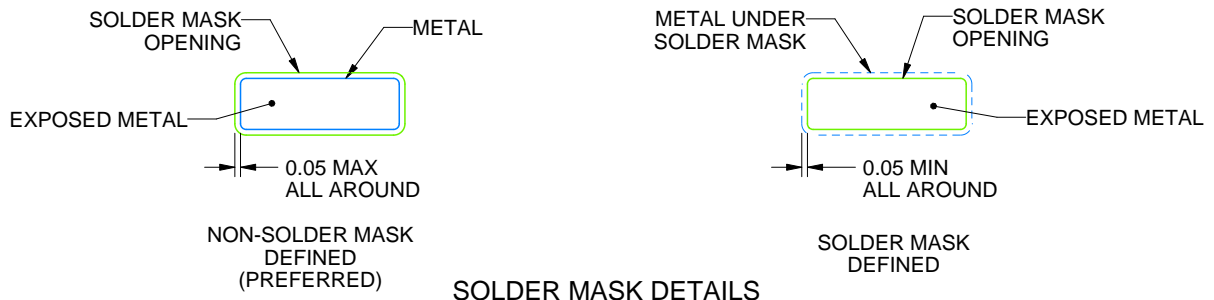 SOLDER MASK
OPENING
METAL
EXPOSED METAL
0.05 MAX
ALL AROUND
NON-SOLDER MASK
DEFINED
(PREFERRED)
METAL UNDER
SOLDER MASK
SOLDER MASK
OPENING
EXPOSED METAL
0.05 MIN
ALL AROUND
SOLDER MASK
DEFINED
SOLDER MASK DETAILS